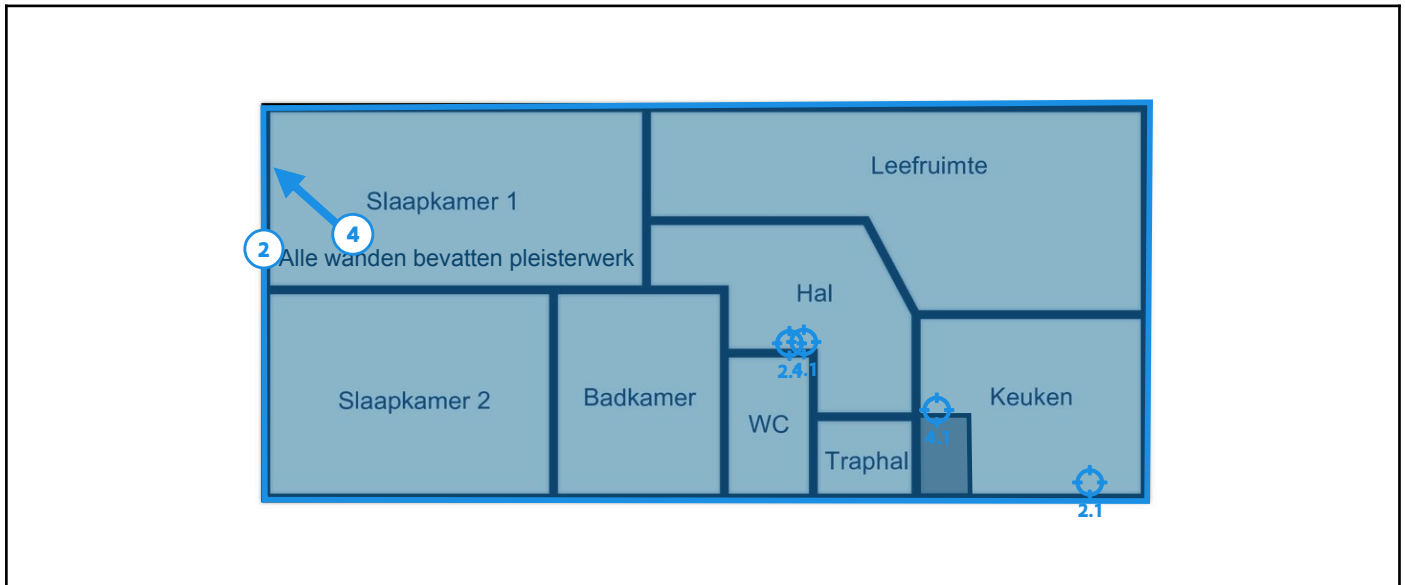 Leefruimte
Slaapkamer 1
4
2
Alle wanden bevatten pleisterwerk
Hal
2.1
4.1
Slaapkamer 2
Badkamer
Keuken
WC
4.1
Traphal
2.1